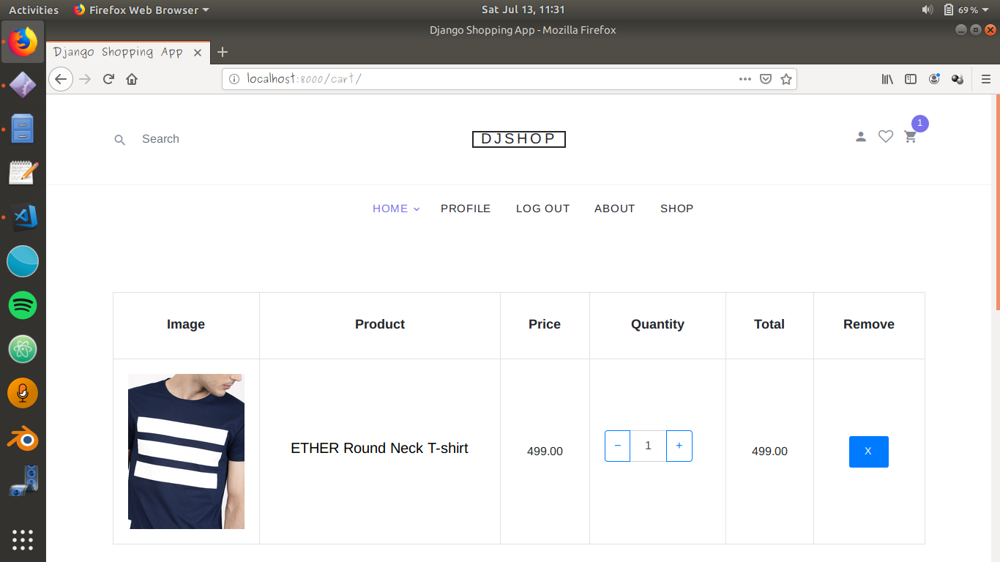 Activities Firefox Web Browser Sat Jul 13, 11:31 69 %
Django Shopping App - Mozilla Firefox
Django Shopping App
localhost:8000/cart/
1
Search DJSHOP
HOME PROFILE LOG OUT ABOUT SHOP
Image Product Price Quantity Total Remove
ETHER Round Neck T-shirt 499.00 − 1 + 499.00 X